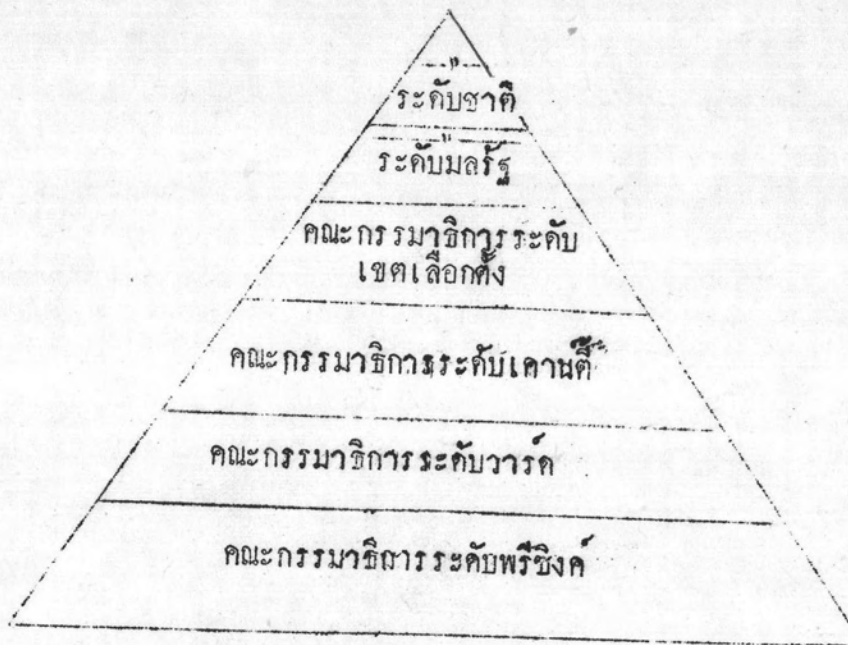 "
ระดับชาติ
"
ระดับมลรัฐ
คณะกรรมาธิการระดับ
เขตเลือกตั้ง
คณะกรรมาธิการระดับเคานตี้
คณะกรรมาธิการระดับวาร์ด
คณะกรรมาธิการระดับพรีซิงค์